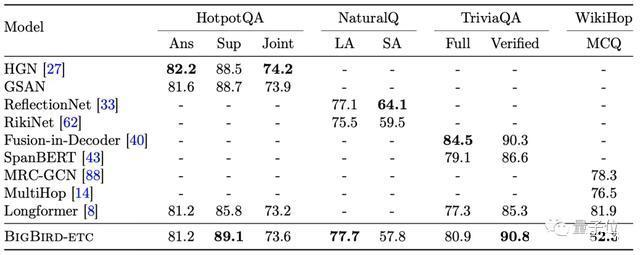 Model HotpotQA NaturalQ TriviaQA WikiHop
Ans Sup Joint LA SA Full Verified MCQ
HGN [27] 82.2 88.5 74.2 - - - - -
GSAN 81.6 88.7 73.9 - - - - -
ReflectionNet [33] - - - 77.1 64.1 - - -
RikiNet [62] - - - 75.5 59.5 - - -
Fusion-in-Decoder [40] - - - - - 84.5 90.3 -
SpanBERT [43] - - - - - 79.1 86.6 -
MRC-GCN [88] - - - - - - - 78.3
MultiHop [14] - - - - - - - 76.5
Longformer [8] 81.2 85.8 73.2 - - 77.3 85.3 81.9
BIGBIRD-ETC 81.2 89.1 73.6 77.7 57.8 80.9 90.8 82.3
量子位